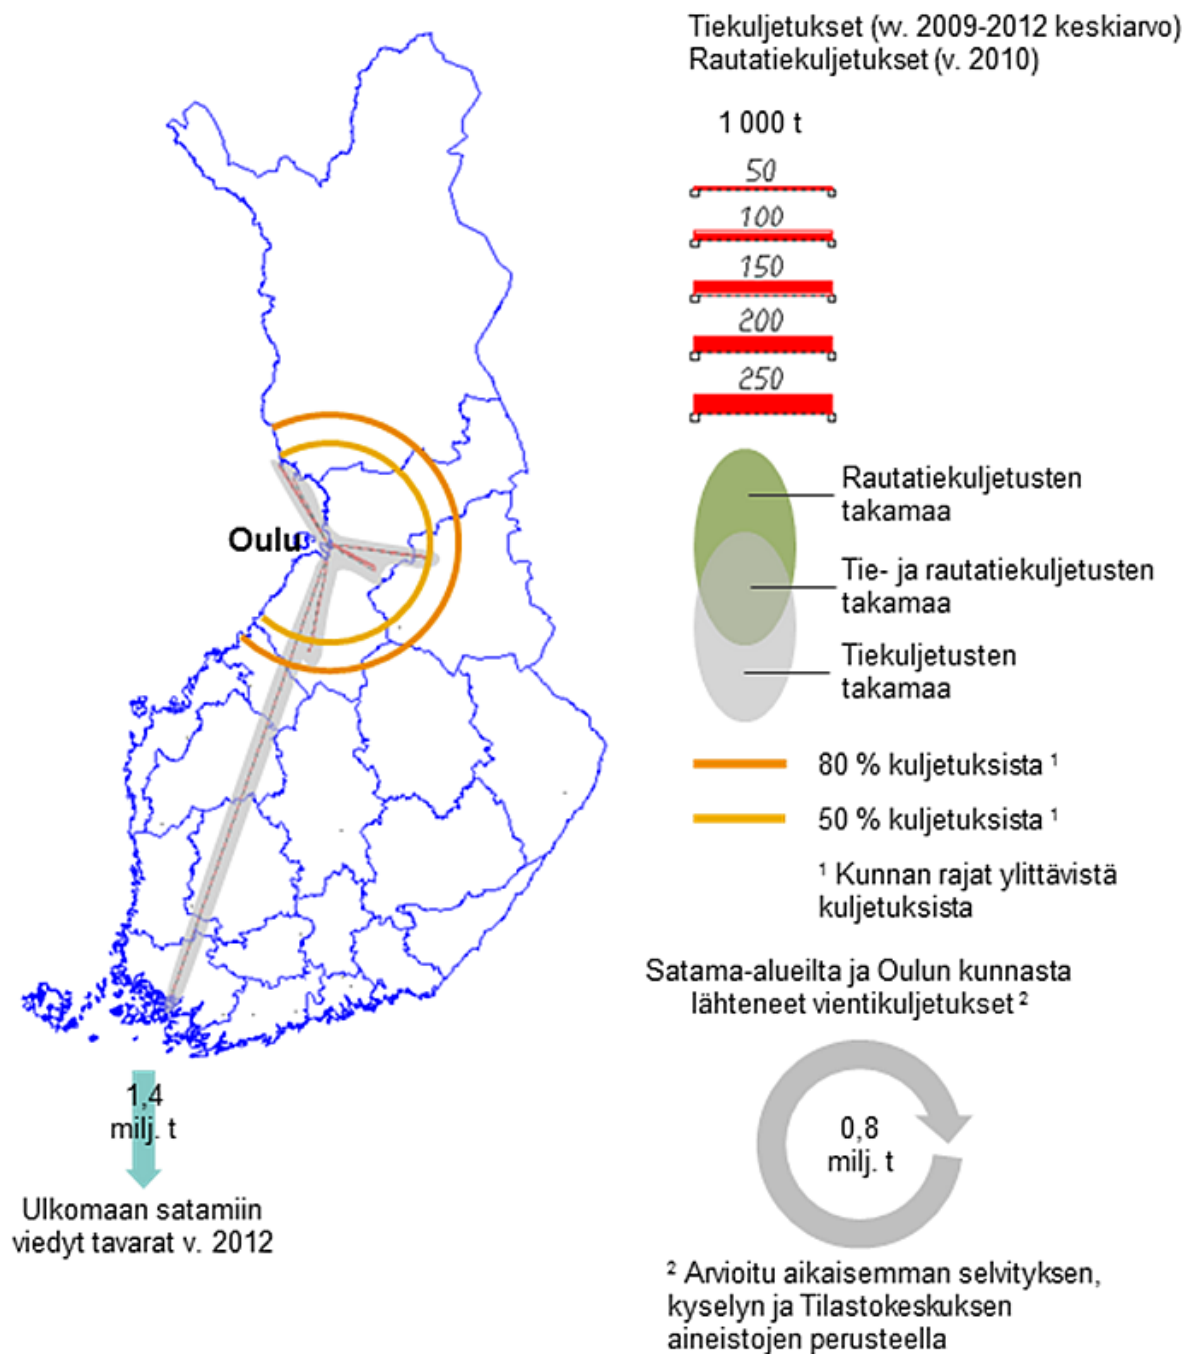 Tiekuljetukset (vv. 2009-2012 keskiarvo)
Rautatiekuljetukset (v. 2010)
1 000 t
50
100
150
200
250
Rautatiekuljetusten
takamaa
Tie- ja rautatiekuljetusten
takamaa
Tiekuljetusten
takamaa
80 % kuljetuksista ¹
50 % kuljetuksista ¹
¹ Kunnan rajat ylittävistä
kuljetuksista
Oulu
Satama-alueilta ja Oulun kunnasta
lähteneet vientikuljetukset ²
0,8
milj. t
² Arvioitu aikaisemman selvityksen,
kyselyn ja Tilastokeskuksen
aineistojen perusteella
1,4
milj. t
Ulkomaan satamiin
viedyt tavarat v. 2012